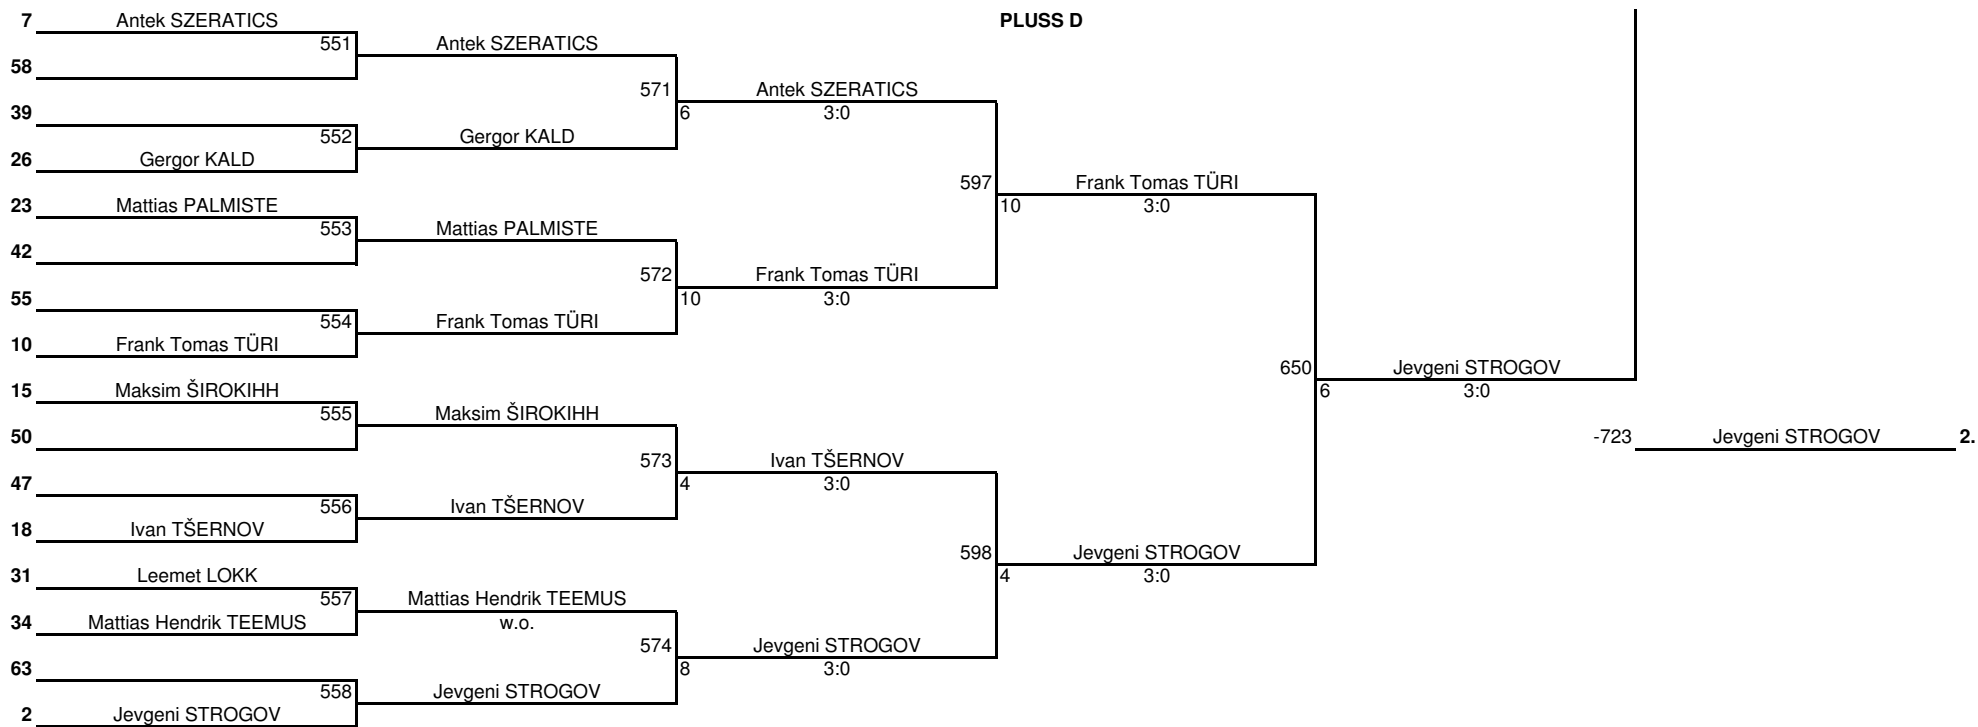 7 Antek SZERATICS PLUSS D
551 Antek SZERATICS
58
571 Antek SZERATICS
39 6 3:0
552 Gergor KALD
26 Gergor KALD
597 Frank Tomas TÜRI
23 Mattias PALMISTE 10 3:0
553 Mattias PALMISTE
42
572 Frank Tomas TÜRI
55 10 3:0
554 Frank Tomas TÜRI
10 Frank Tomas TÜRI
650 Jevgeni STROGOV
15 Maksim ŠIROKIHH 6 3:0
555 Maksim ŠIROKIHH
50 -723 Jevgeni STROGOV 2.
573 Ivan TŠERNOV
47 4 3:0
556 Ivan TŠERNOV
18 Ivan TŠERNOV
598 Jevgeni STROGOV
31 Leemet LOKK 4 3:0
557 Mattias Hendrik TEEMUS
34 Mattias Hendrik TEEMUS w.o.
574 Jevgeni STROGOV
63 8 3:0
558 Jevgeni STROGOV
2 Jevgeni STROGOV